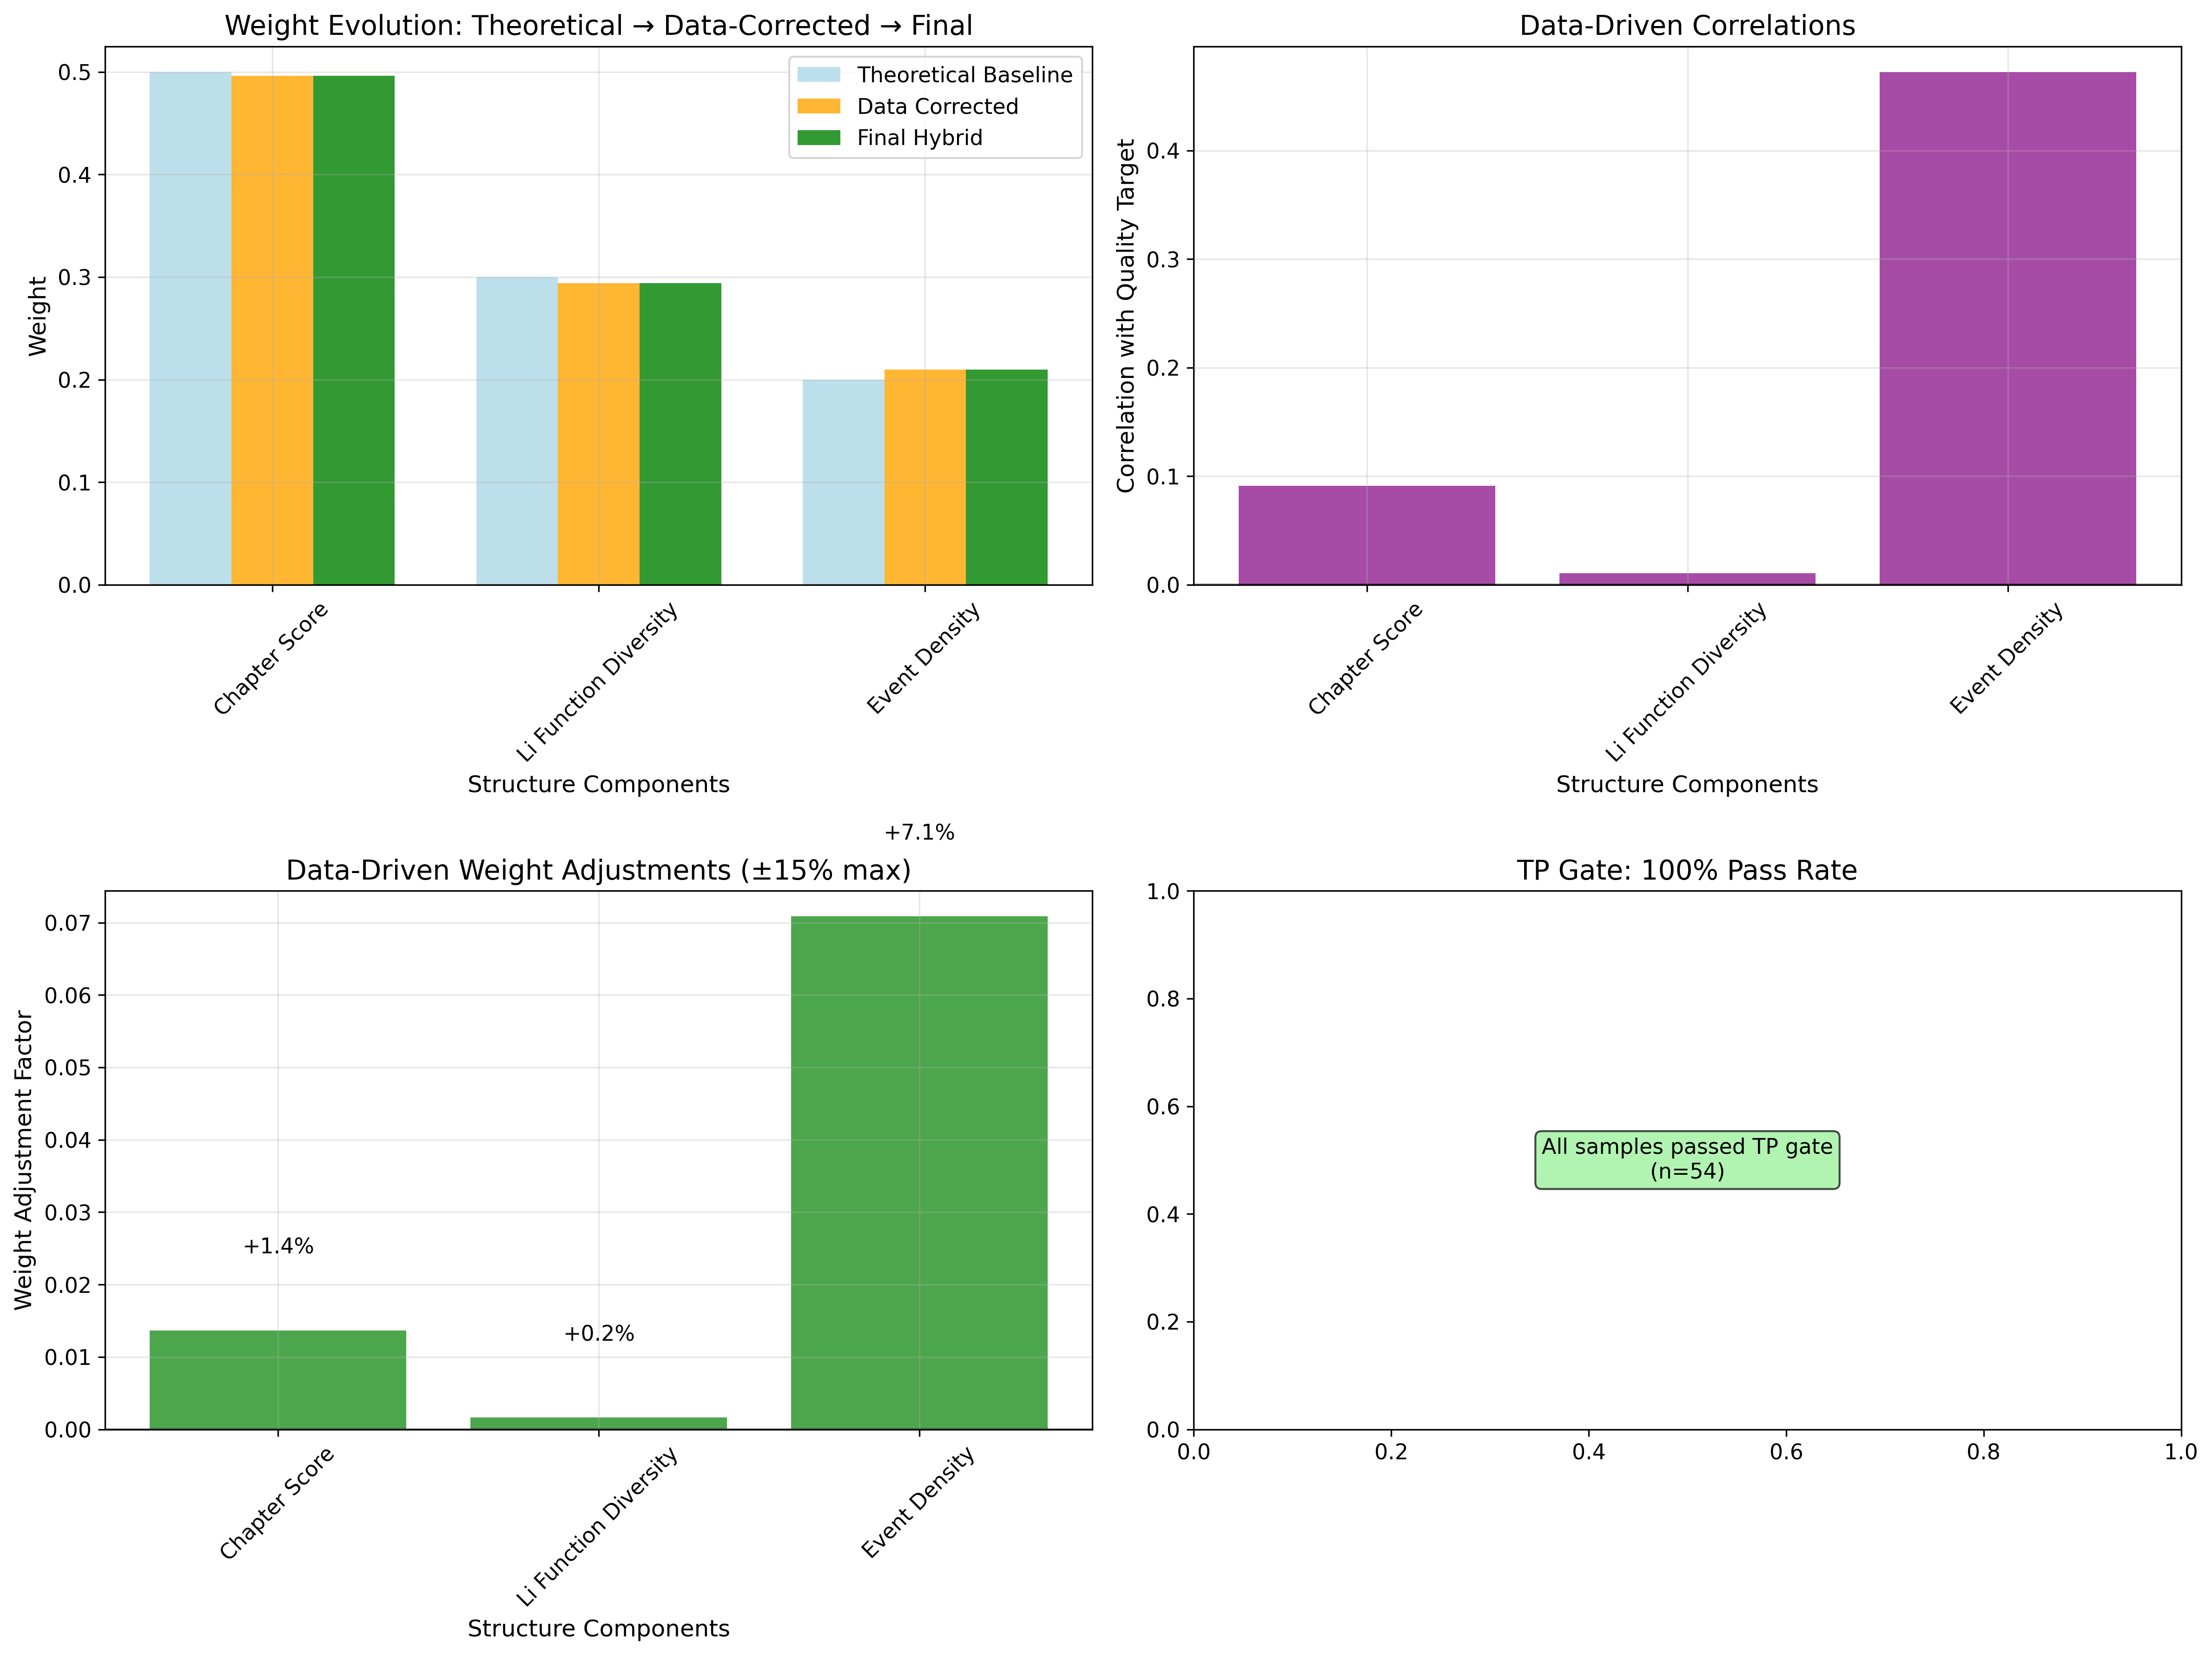 Weight Evolution: Theoretical → Data-Corrected → Final
Weight
0.5
0.4
0.3
0.2
0.1
0.0
Theoretical Baseline
Data Corrected
Final Hybrid
Chapter Score
Li Function Diversity
Event Density
Structure Components
Data-Driven Correlations
Correlation with Quality Target
0.4
0.3
0.2
0.1
0.0
Chapter Score
Li Function Diversity
Event Density
Structure Components
Data-Driven Weight Adjustments (±15% max)
Weight Adjustment Factor
0.07
0.06
0.05
0.04
0.03
0.02
0.01
0.00
+1.4%
+0.2%
+7.1%
Chapter Score
Li Function Diversity
Event Density
Structure Components
TP Gate: 100% Pass Rate
1.0
0.8
0.6
0.4
0.2
0.0
All samples passed TP gate
(n=54)
0.0 0.2 0.4 0.6 0.8 1.0